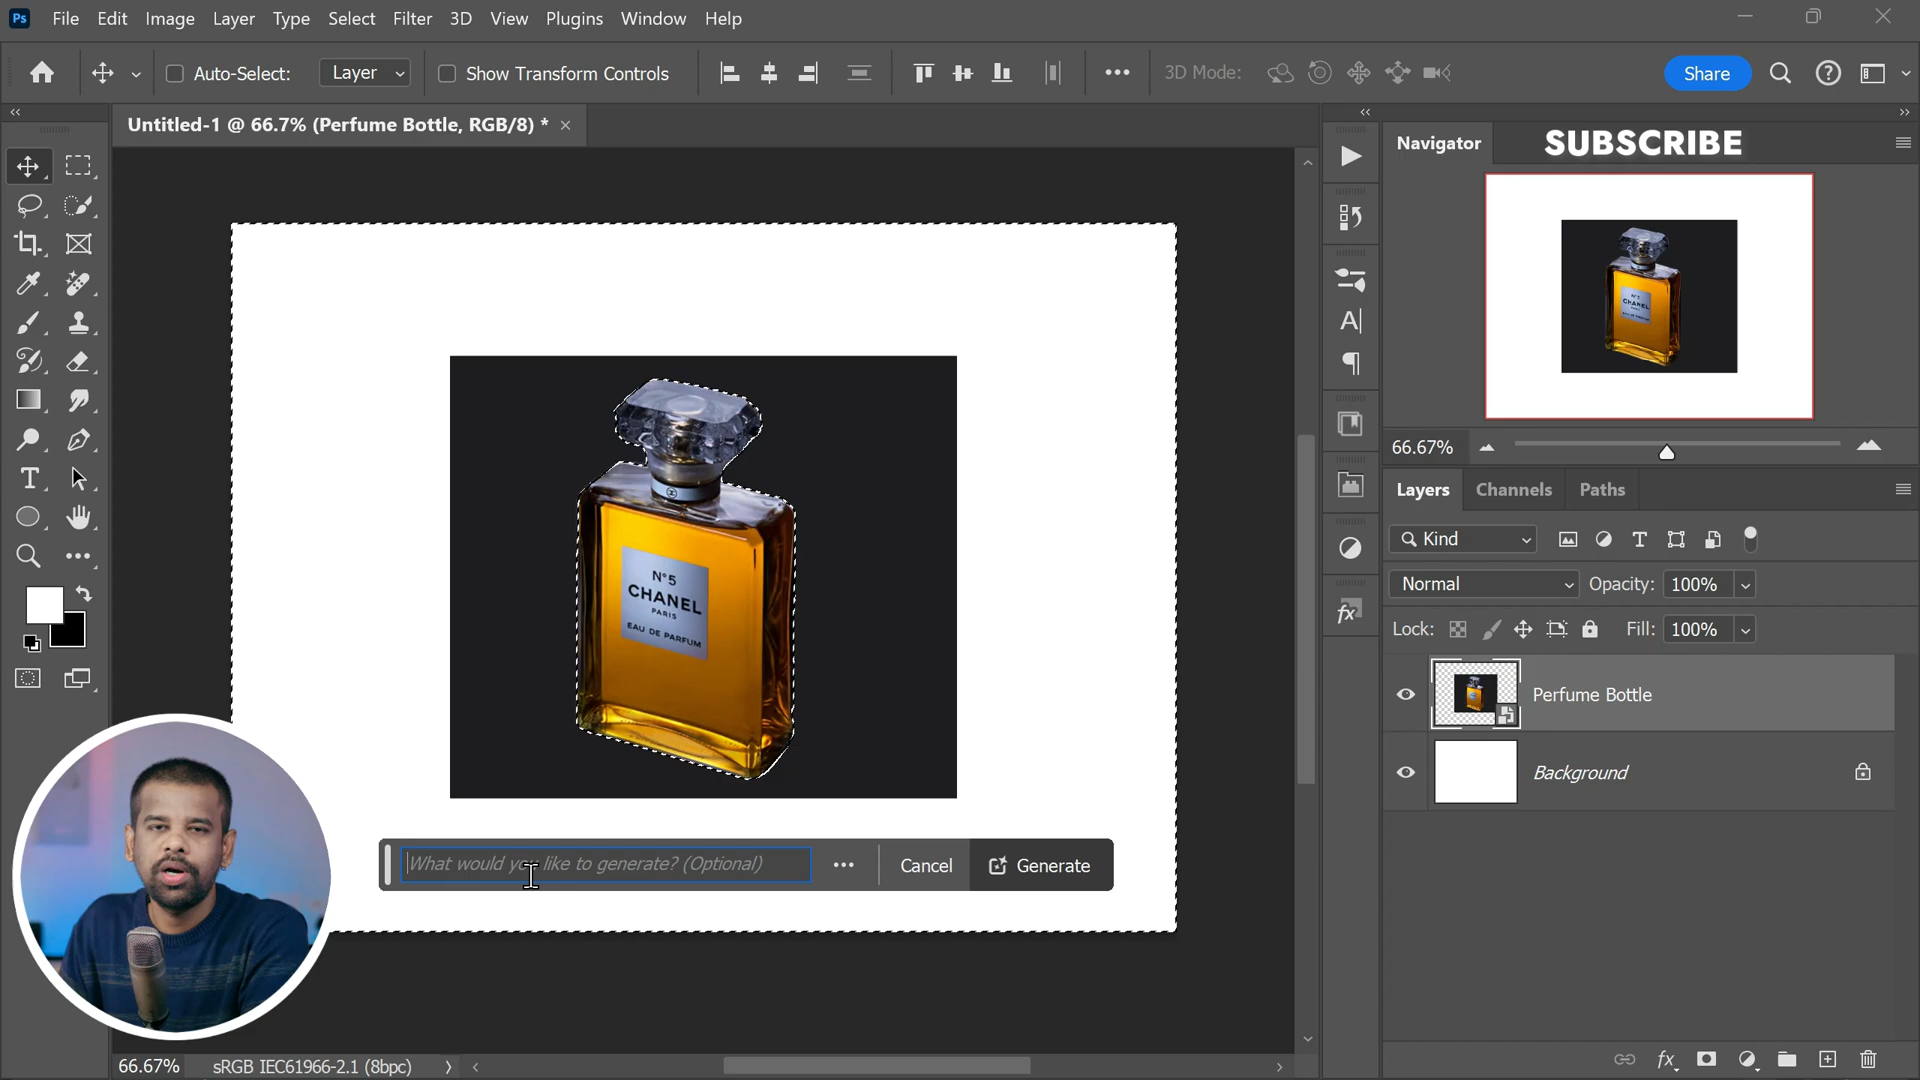 Ps File Edit Image Layer Type Select Filter 3D View Plugins Window Help
Auto-Select: Layer Show Transform Controls 3D Mode: Share
Untitled-1 @ 66.7% (Perfume Bottle, RGB/8) *
Navigator SUBSCRIBE
N°5
CHANEL
PARIS
EAU DE PARFUM
66.67%
Layers Channels Paths
Kind
Normal Opacity: 100%
Lock: Fill: 100%
Perfume Bottle
Background
What would you like to generate? (Optional) Cancel Generate
66.67% sRGB IEC61966-2.1 (8bpc)